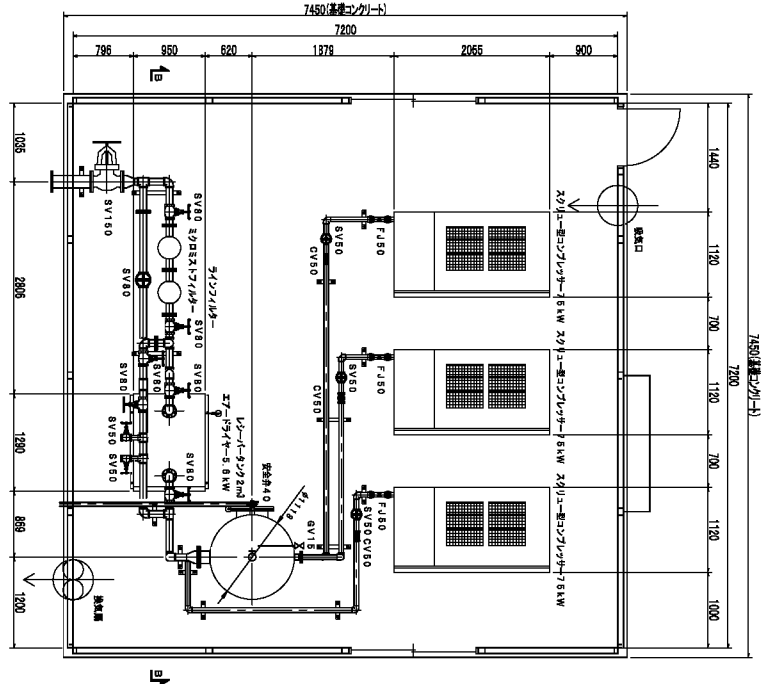 7450(基礎コンクリート)
7200
796
950
620
1879
2065
900
B
1035
2806
1290
869
1200
1440
1120
700
1120
700
1120
1000
7200
7450(基礎コンクリート)
SV150
SV80
ミクロミストフィルター
ラインフィルター
SV80
SV80
SV80
SV80
SV80
SV50
SV50
SV80
エアードライヤー5.6kW
レシーバータンク2m3
安全弁40
φ1118
GV15
SV50
CV50
FJ50
スクリュー型コンプレッサー75kW
吸気口
SV50
CV50
FJ50
スクリュー型コンプレッサー75kW
FJ50
SV50
CV50
スクリュー型コンプレッサー75kW
換気扇
B